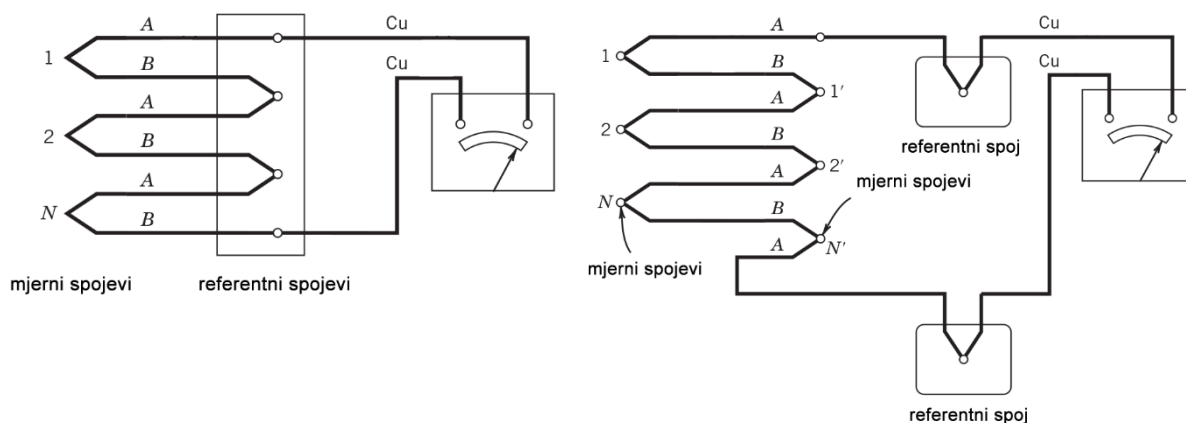 A
Cu
1
B
Cu
A
2
B
A
N
B
mjerni spojevi
referentni spojevi
A
Cu
1
B
Cu
A
1'
2
B
referentni spoj
A
2'
mjerni spojevi
N
B
A
N'
mjerni spojevi
referentni spoj